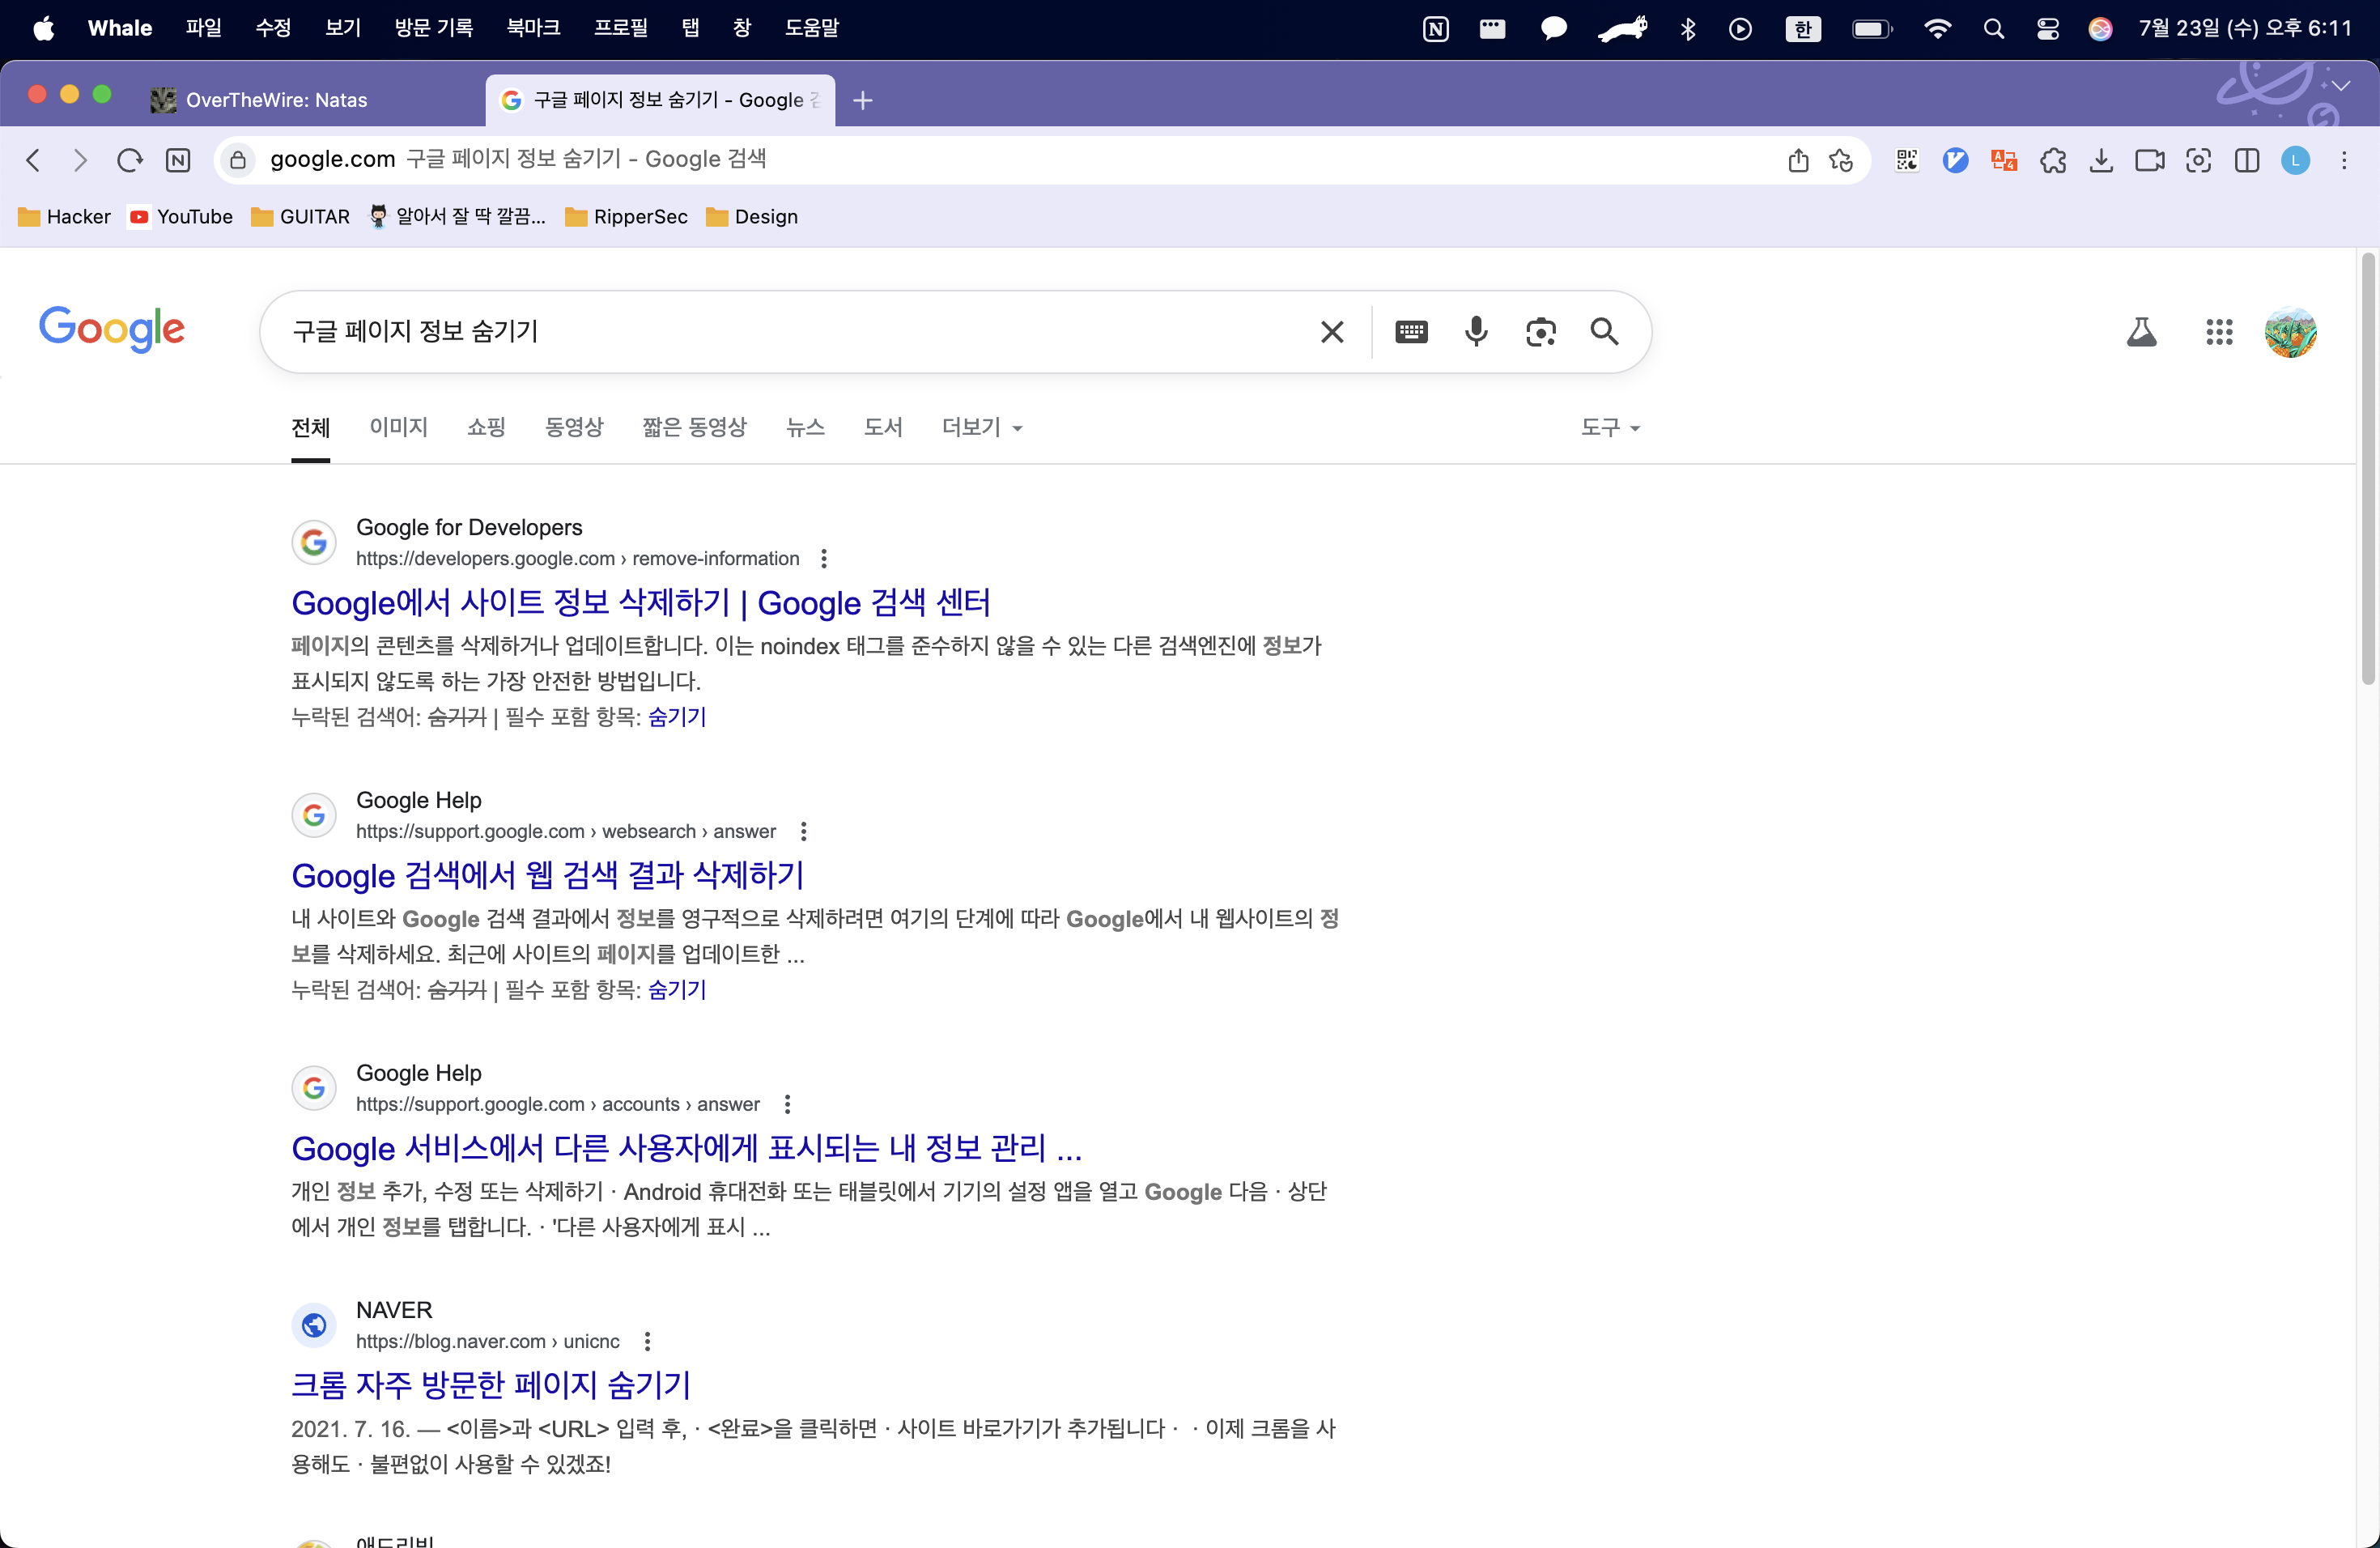 Whale 파일 수정 보기 방문 기록 북마크 프로필 탭 창 도움말 한 7월 23일 (수) 오후 6:11
OverTheWire: Natas 구글 페이지 정보 숨기기 - Google
google.com 구글 페이지 정보 숨기기 - Google 검색
Hacker YouTube GUITAR 알아서 잘 딱 깔끔... RipperSec Design
Google 구글 페이지 정보 숨기기
전체 이미지 쇼핑 동영상 짧은 동영상 뉴스 도서 더보기 도구
Google for Developers
https://developers.google.com › remove-information
Google에서 사이트 정보 삭제하기 | Google 검색 센터
페이지의 콘텐츠를 삭제하거나 업데이트합니다. 이는 noindex 태그를 준수하지 않을 수 있는 다른 검색엔진에 정보가
표시되지 않도록 하는 가장 안전한 방법입니다.
누락된 검색어: 숨기기 | 필수 포함 항목: 숨기기
Google Help
https://support.google.com › websearch › answer
Google 검색에서 웹 검색 결과 삭제하기
내 사이트와 Google 검색 결과에서 정보를 영구적으로 삭제하려면 여기의 단계에 따라 Google에서 내 웹사이트의 정
보를 삭제하세요. 최근에 사이트의 페이지를 업데이트한 ...
누락된 검색어: 숨기기 | 필수 포함 항목: 숨기기
Google Help
https://support.google.com › accounts › answer
Google 서비스에서 다른 사용자에게 표시되는 내 정보 관리 ...
개인 정보 추가, 수정 또는 삭제하기 · Android 휴대전화 또는 태블릿에서 기기의 설정 앱을 열고 Google 다음 · 상단
에서 개인 정보를 탭합니다. · '다른 사용자에게 표시 ...
NAVER
https://blog.naver.com › unicnc
크롬 자주 방문한 페이지 숨기기
2021. 7. 16. — <이름>과 <URL> 입력 후, · <완료>을 클릭하면 · 사이트 바로가기가 추가됩니다 · · 이제 크롬을 사
용해도 · 불편없이 사용할 수 있겠죠!